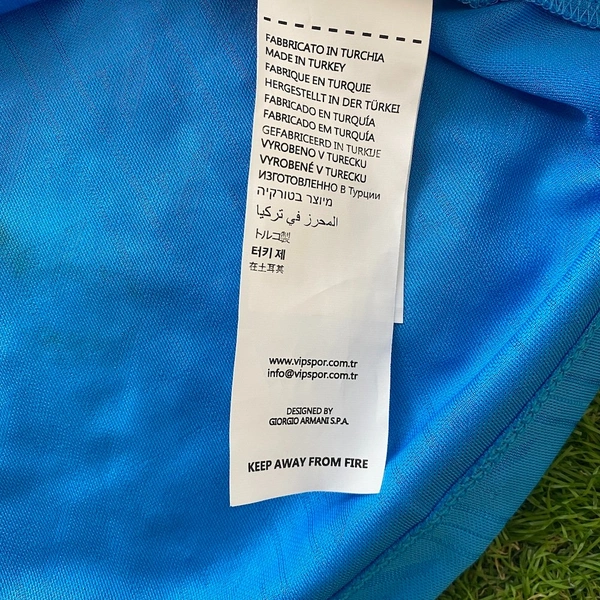 FABBRICATO IN TURCHIA
MADE IN TURKEY
FABRIQUE EN TURQUIE
HERGESTELLT IN DER TÜRKEI
FABRICADO EN TURQUÍA
FABRICADO EM TURQUÍA
GEFABRICEERD IN TURKIJE
VYROBENO V TURECKU
VYROBENÉ V TURECKU
ИЗГОТОВЛЕННО В Турции
מיוצר בטורקיה
المحرز في تركيا
トルコ製
터키 제
在土耳其
www.vipspor.com.tr
info@vipspor.com.tr
DESIGNED BY
GIORGIO ARMANI S.P.A.
KEEP AWAY FROM FIRE